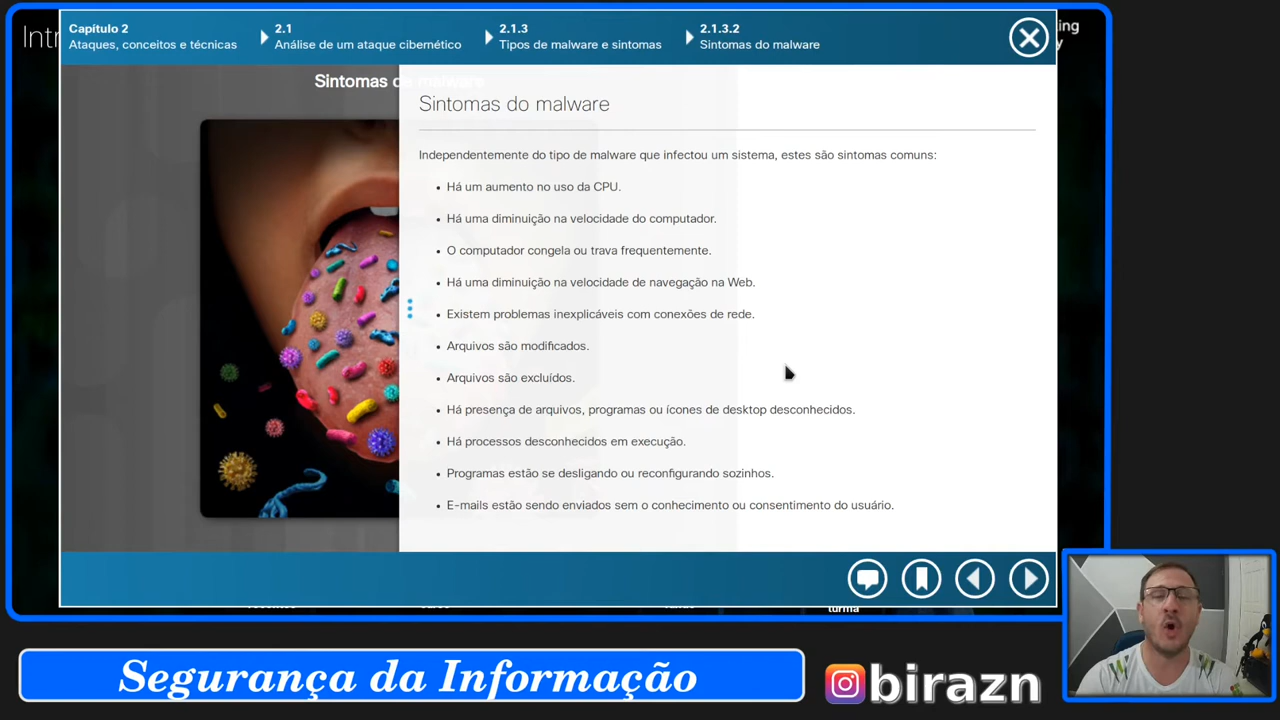 Intr
Capítulo 2
Ataques, conceitos e técnicas
2.1
Análise de um ataque cibernético
2.1.3
Tipos de malware e sintomas
2.1.3.2
Sintomas do malware
king
y
Sintomas de malware
Sintomas do malware
Independentemente do tipo de malware que infectou um sistema, estes são sintomas comuns:
• Há um aumento no uso da CPU.
• Há uma diminuição na velocidade do computador.
• O computador congela ou trava frequentemente.
• Há uma diminuição na velocidade de navegação na Web.
• Existem problemas inexplicáveis com conexões de rede.
• Arquivos são modificados.
• Arquivos são excluídos.
• Há presença de arquivos, programas ou ícones de desktop desconhecidos.
• Há processos desconhecidos em execução.
• Programas estão se desligando ou reconfigurando sozinhos.
• E-mails estão sendo enviados sem o conhecimento ou consentimento do usuário.
turma
Segurança da Informação
birazn